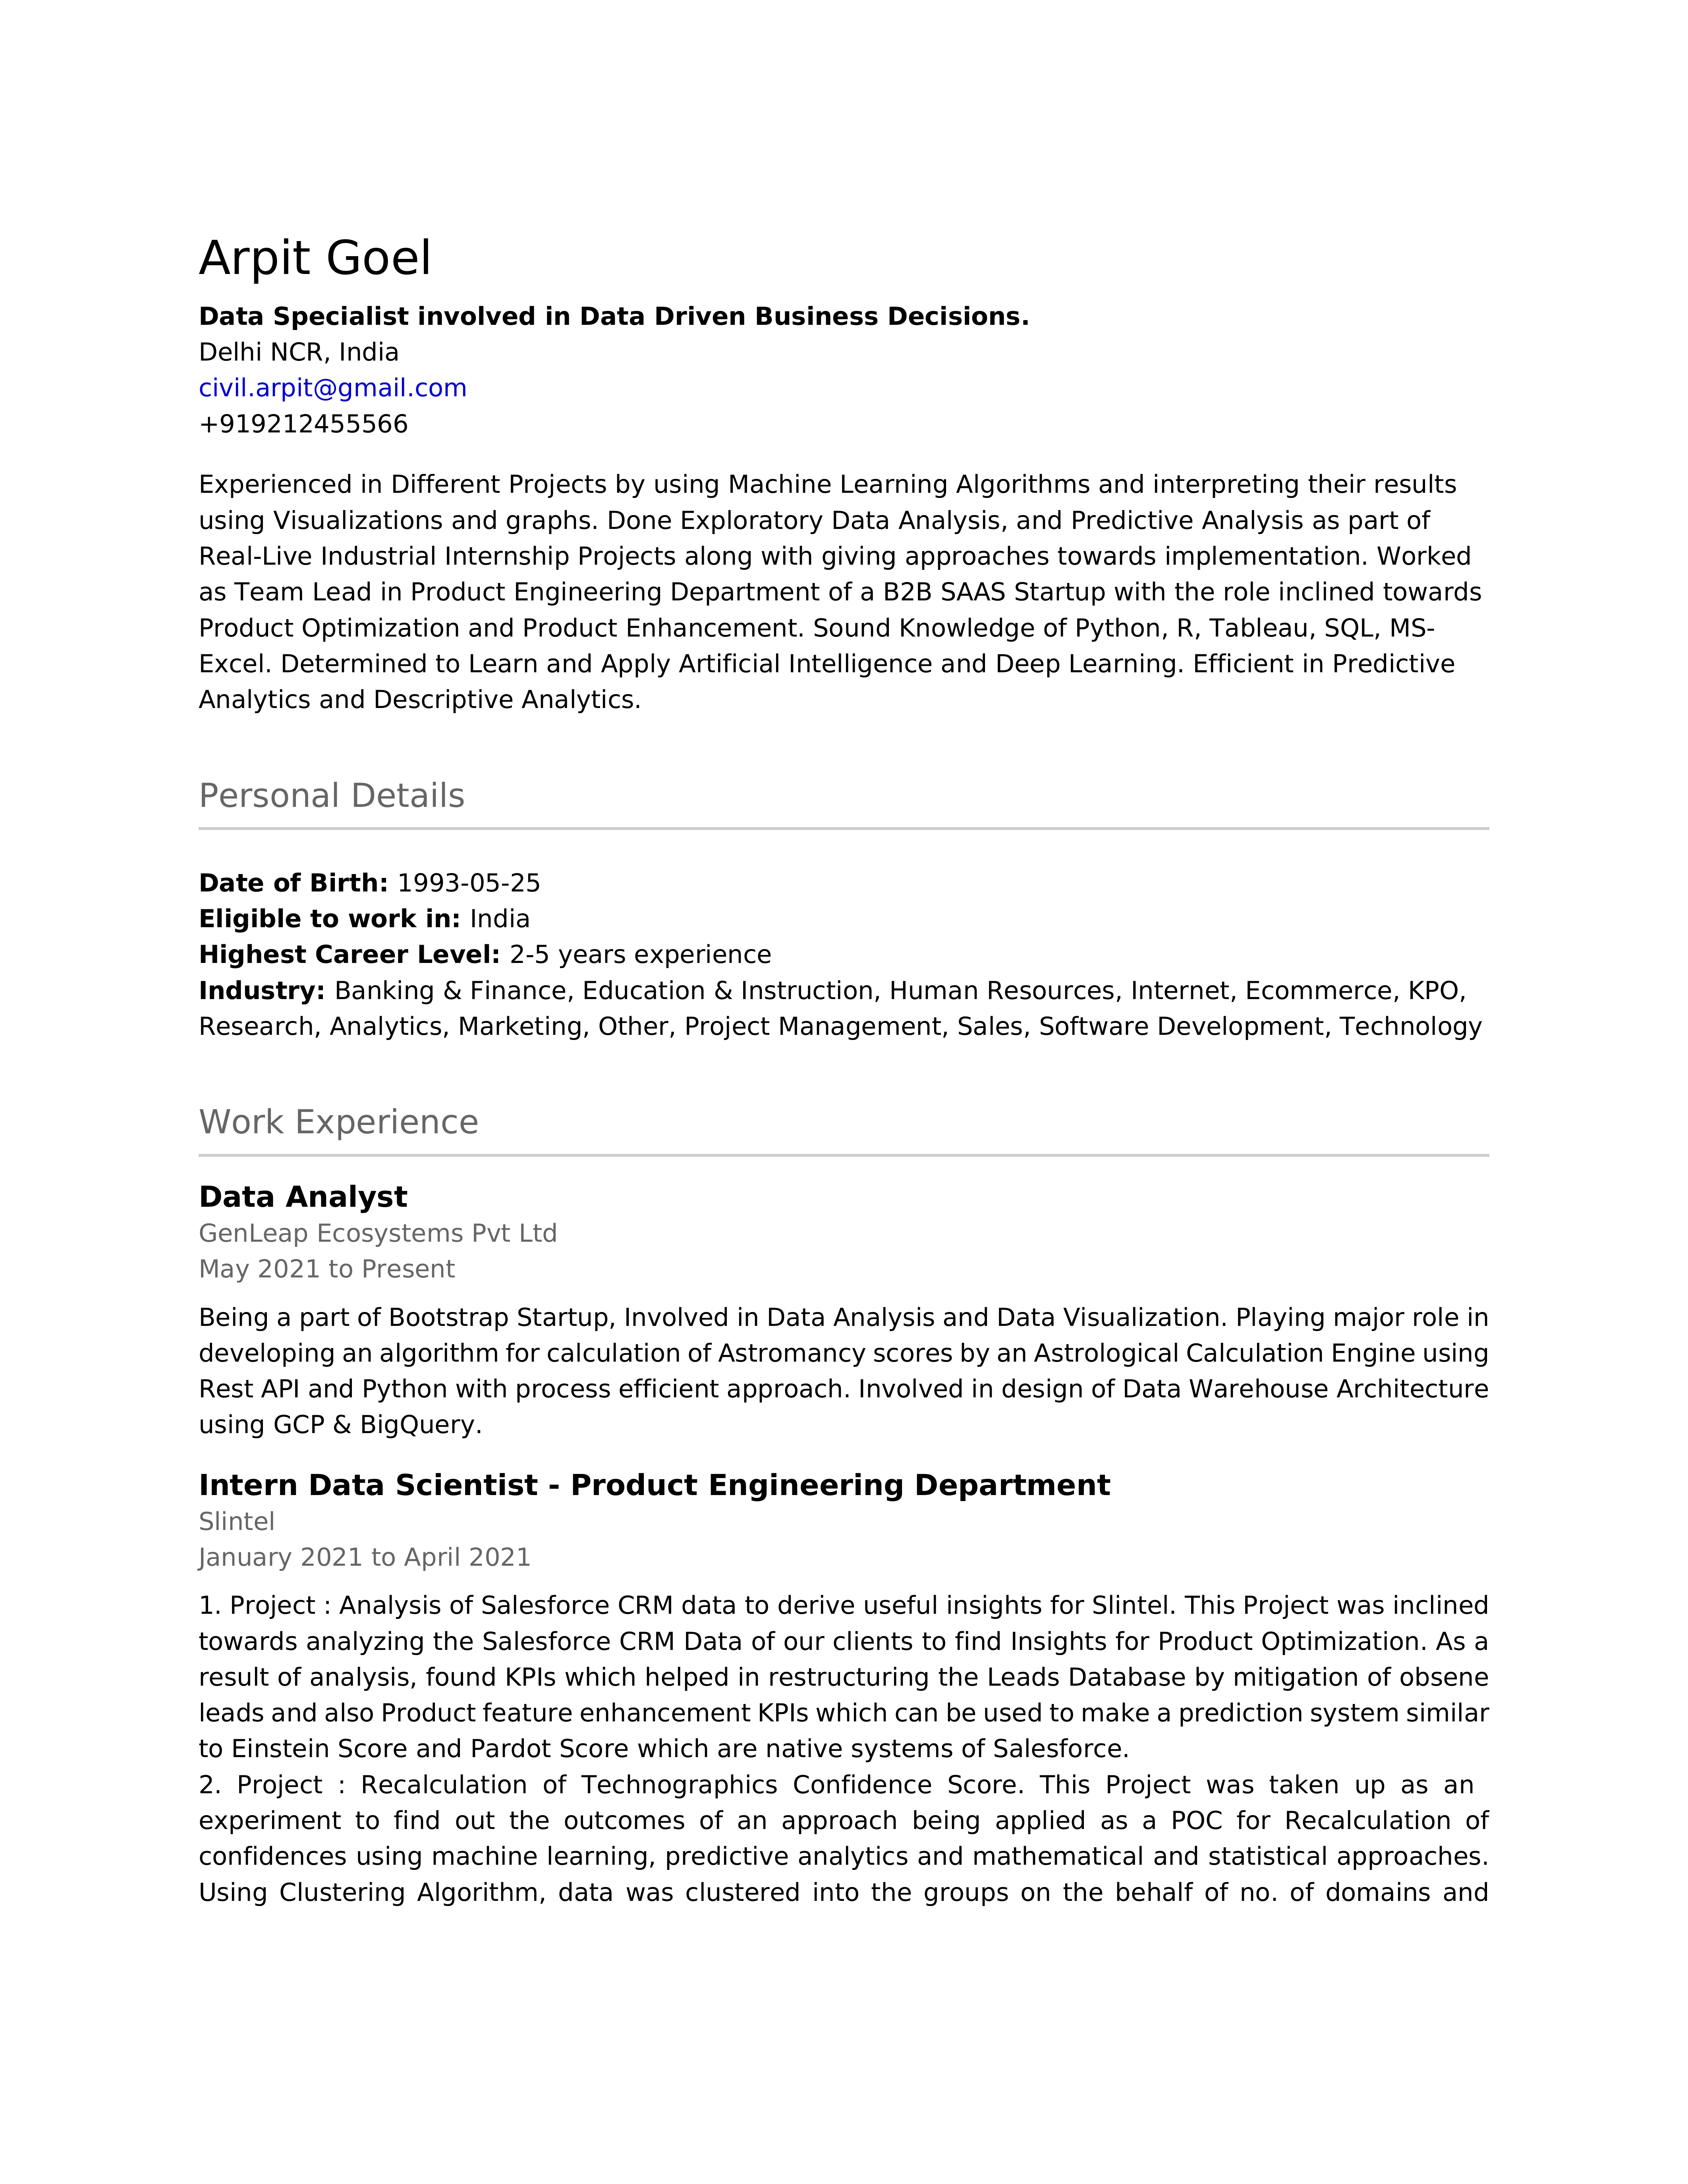 Arpit Goel
Data Specialist involved in Data Driven Business Decisions.
Delhi NCR, India
civil.arpit@gmail.com
+919212455566
Experienced in Different Projects by using Machine Learning Algorithms and interpreting their results
using Visualizations and graphs. Done Exploratory Data Analysis, and Predictive Analysis as part of
Real-Live Industrial Internship Projects along with giving approaches towards implementation. Worked
as Team Lead in Product Engineering Department of a B2B SAAS Startup with the role inclined towards
Product Optimization and Product Enhancement. Sound Knowledge of Python, R, Tableau, SQL, MS-
Excel. Determined to Learn and Apply Artificial Intelligence and Deep Learning. Efficient in Predictive
Analytics and Descriptive Analytics.
Personal Details
Date of Birth: 1993-05-25
Eligible to work in: India
Highest Career Level: 2-5 years experience
Industry: Banking & Finance, Education & Instruction, Human Resources, Internet, Ecommerce, KPO,
Research, Analytics, Marketing, Other, Project Management, Sales, Software Development, Technology
Work Experience
Data Analyst
GenLeap Ecosystems Pvt Ltd
May 2021 to Present
Being a part of Bootstrap Startup, Involved in Data Analysis and Data Visualization. Playing major role in
developing an algorithm for calculation of Astromancy scores by an Astrological Calculation Engine using
Rest API and Python with process efficient approach. Involved in design of Data Warehouse Architecture
using GCP & BigQuery.
Intern Data Scientist - Product Engineering Department
Slintel
January 2021 to April 2021
1. Project : Analysis of Salesforce CRM data to derive useful insights for Slintel. This Project was inclined
towards analyzing the Salesforce CRM Data of our clients to find Insights for Product Optimization. As a
result of analysis, found KPIs which helped in restructuring the Leads Database by mitigation of obsene
leads and also Product feature enhancement KPIs which can be used to make a prediction system similar
to Einstein Score and Pardot Score which are native systems of Salesforce.
2. Project : Recalculation of Technographics Confidence Score. This Project was taken up as an
experiment to find out the outcomes of an approach being applied as a POC for Recalculation of
confidences using machine learning, predictive analytics and mathematical and statistical approaches.
Using Clustering Algorithm, data was clustered into the groups on the behalf of no. of domains and